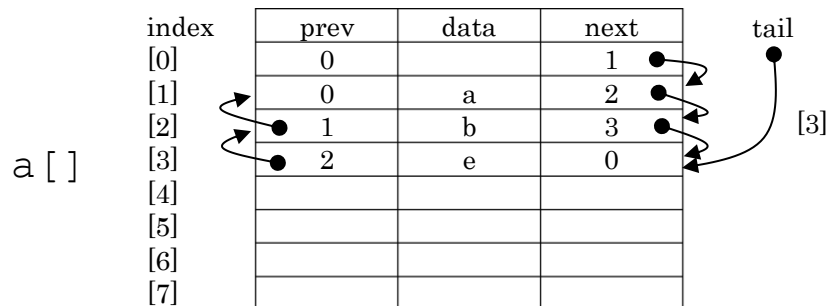 index prev data next tail
[0] 0 1
[1] 0 a 2
[2] 1 b 3 [3]
a[] [3] 2 e 0
[4]
[5]
[6]
[7]